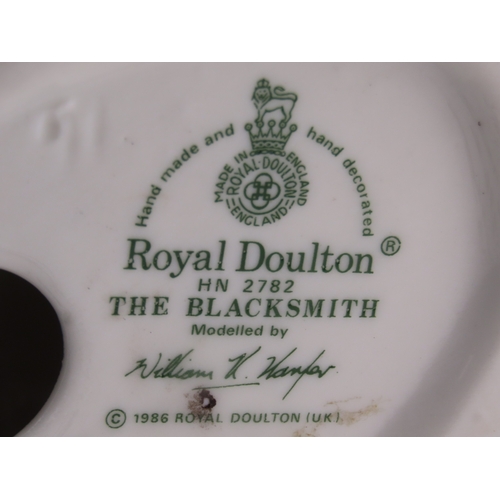 Hand made and hand decorated
MADE IN ENGLAND
ROYAL·DOULTON
ENGLAND
Royal Doulton ®
HN 2782
THE BLACKSMITH
Modelled by
William K. Harper
© 1986 ROYAL DOULTON (UK)